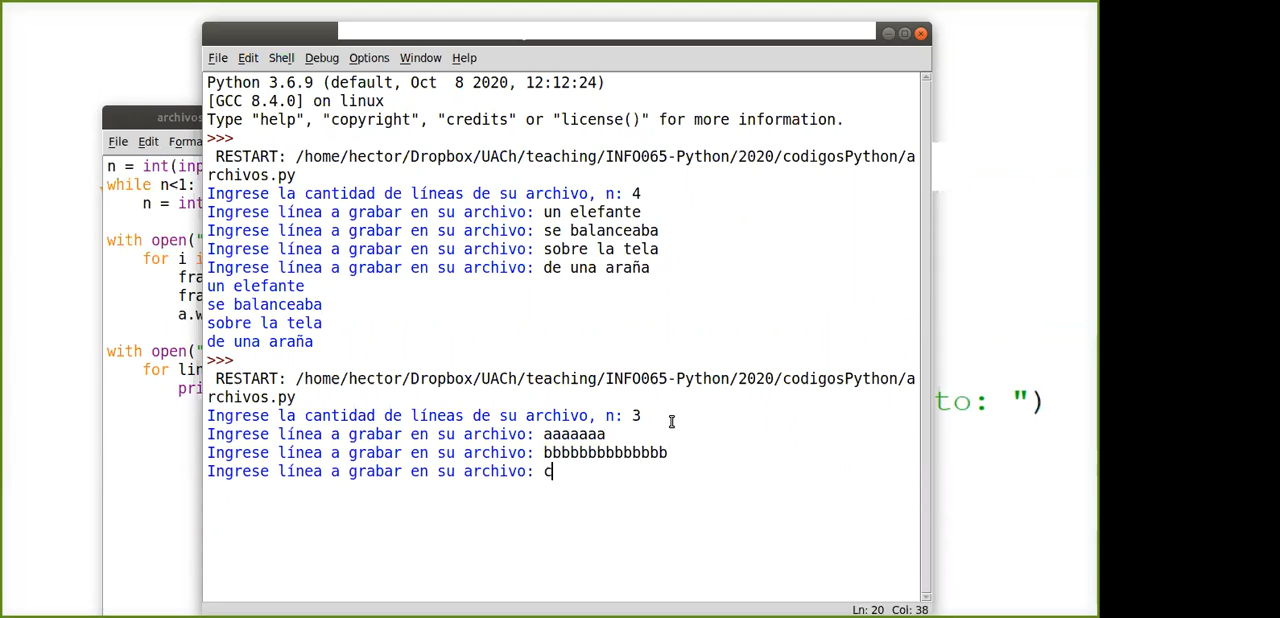 File Edit Shell Debug Options Window Help
Python 3.6.9 (default, Oct  8 2020, 12:12:24)
[GCC 8.4.0] on linux
Type "help", "copyright", "credits" or "license()" for more information.
>>>
 RESTART: /home/hector/Dropbox/UACh/teaching/INFO065-Python/2020/codigosPython/a
rchivos.py
Ingrese la cantidad de líneas de su archivo, n: 4
Ingrese línea a grabar en su archivo: un elefante
Ingrese línea a grabar en su archivo: se balanceaba
Ingrese línea a grabar en su archivo: sobre la tela
Ingrese línea a grabar en su archivo: de una araña
un elefante
se balanceaba
sobre la tela
de una araña
>>>
 RESTART: /home/hector/Dropbox/UACh/teaching/INFO065-Python/2020/codigosPython/a
rchivos.py
Ingrese la cantidad de líneas de su archivo, n: 3
Ingrese línea a grabar en su archivo: aaaaaaa
Ingrese línea a grabar en su archivo: bbbbbbbbbbbbbb
Ingrese línea a grabar en su archivo: c
Ln: 20 Col: 38
archivos
File Edit Forma
n = int(inp
while n<1:
n = int
with open("
for i i
fra
fra
a.w
with open("
for lin
pri
to: ")